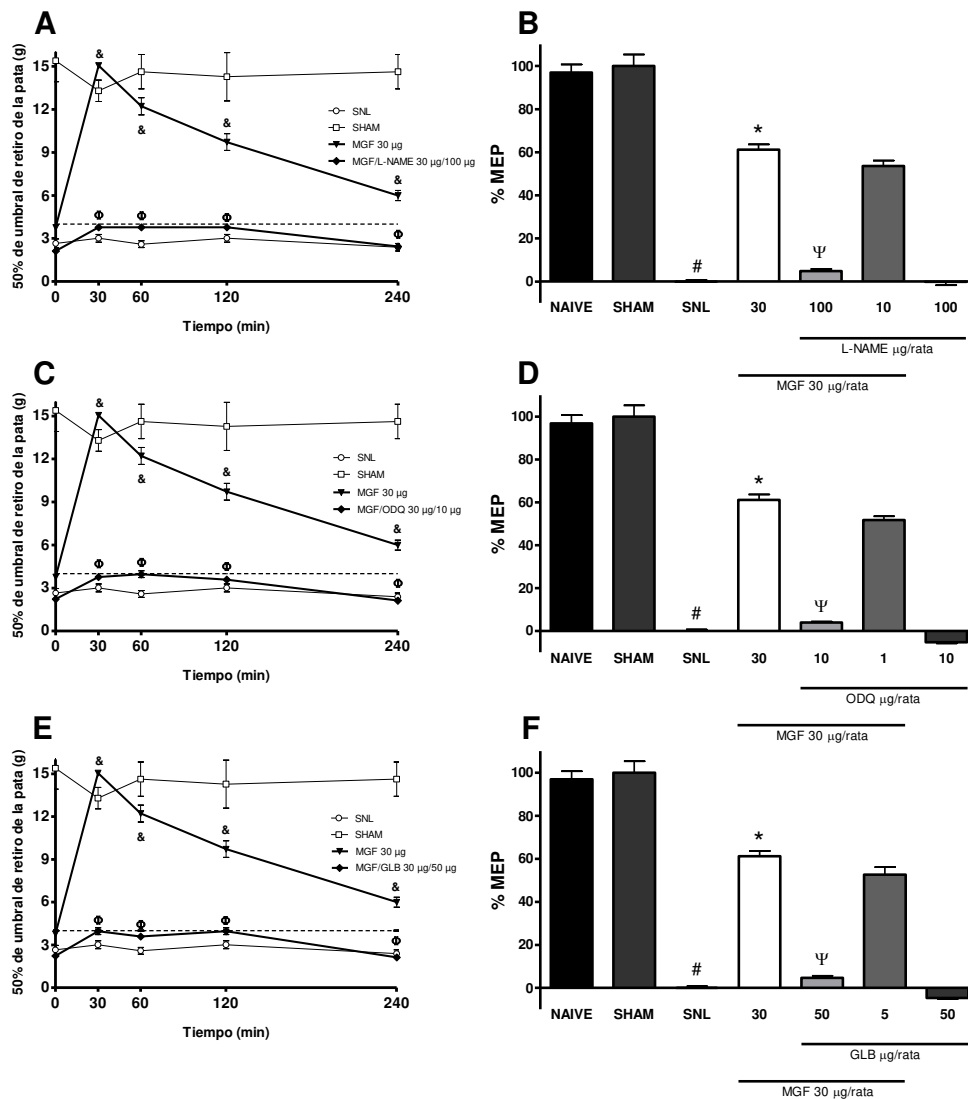 A
50% de umbral de retiro de la pata (g)
15
12
9
6
3
0
& & & &
Φ Φ Φ Φ
SNL
SHAM
MGF 30 µg
MGF/L-NAME 30 µg/100 µg
0 30 60 120 240
Tiempo (min)
B
% MEP
100
80
60
40
20
0
# * Ψ
NAIVE SHAM SNL 30 100 10 100
L-NAME µg/rata
MGF 30 µg/rata
C
50% de umbral de retiro de la pata (g)
15
12
9
6
3
0
& & & &
Φ Φ Φ Φ
SNL
SHAM
MGF 30 µg
MGF/ODQ 30 µg/10 µg
0 30 60 120 240
Tiempo (min)
D
% MEP
100
80
60
40
20
0
# * Ψ
NAIVE SHAM SNL 30 10 1 10
ODQ µg/rata
MGF 30 µg/rata
E
50% de umbral de retiro de la pata (g)
15
12
9
6
3
0
& & & &
Φ Φ Φ Φ
SNL
SHAM
MGF 30 µg
MGF/GLB 30 µg/50 µg
0 30 60 120 240
Tiempo (min)
F
% MEP
100
80
60
40
20
0
# * Ψ
NAIVE SHAM SNL 30 50 5 50
GLB µg/rata
MGF 30 µg/rata